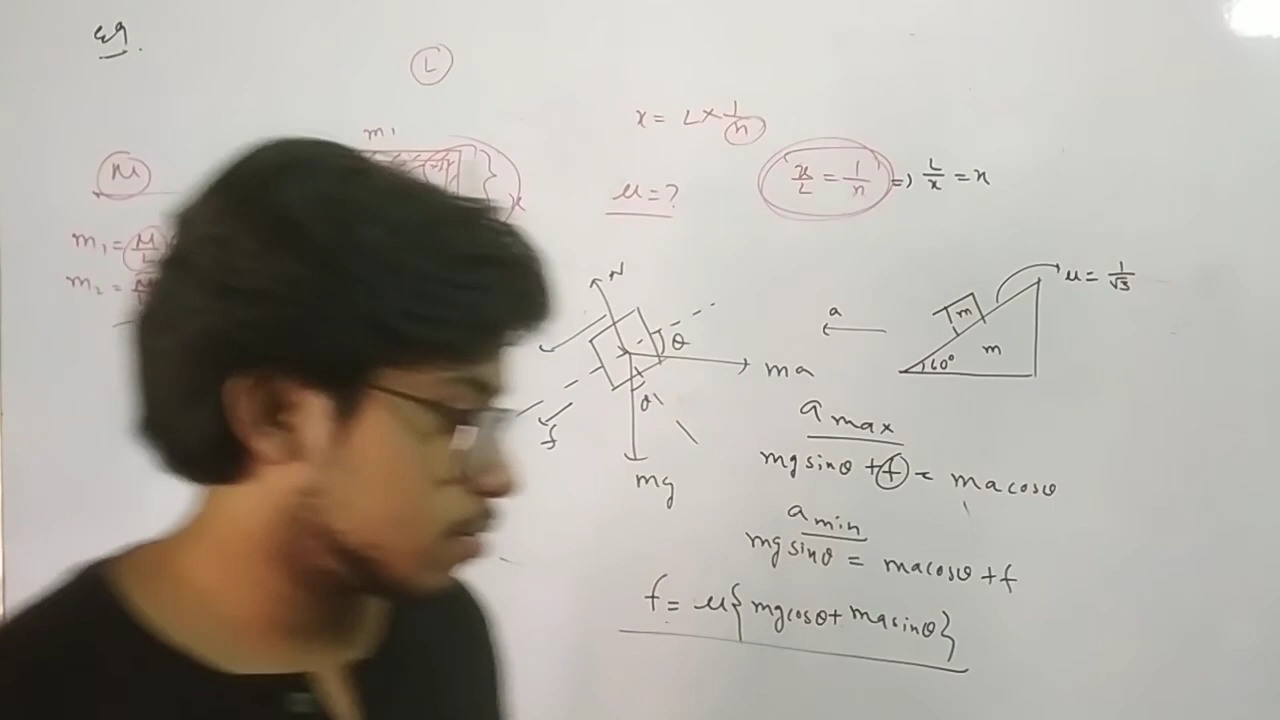 L
x = L × 1/n
m1
M
x/L = 1/n => L/x = n
μ = ?
x
m1 = M/L
m2 = M
N
μ = 1/√3
a
m
θ
m
60°
ma
θ
a max
f
mg sinθ + f = ma cosθ
mg
a min
mg sinθ = ma cosθ + f
f = μ{mg cosθ + ma sinθ}